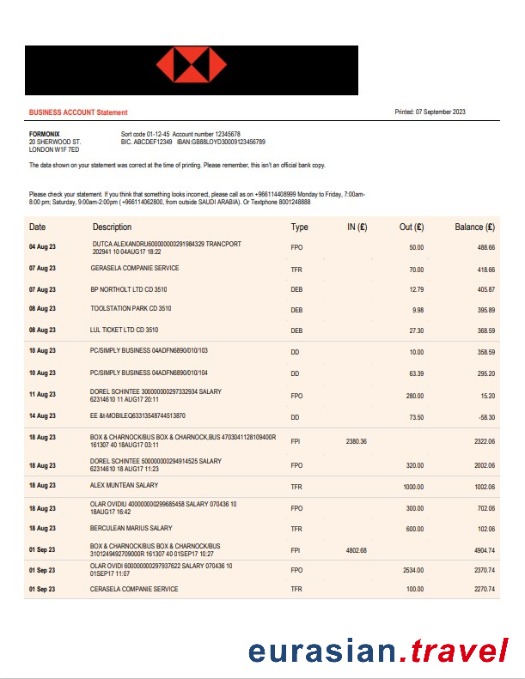 BUSINESS ACCOUNT Statement Printed: 07 September 2023
FORMONIX Sort code 01-12-45 Account number 12345678
20 SHERWOOD ST. BIC. ABCDEF12349 IBAN:GB88LOYD30009123456789
LONDON W1F 7ED
The data shown on your statement was correct at the time of printing. Please remember, this isn't an official bank copy.
Please check your statement. If you think that something looks incorrect, please call as on +966114408999 Monday to Friday, 7:00am-
8:00 pm; Saturday, 9:00am-2:00pm ( +966114062800, from outside SAUDI ARABIA). Or Textphone 8001248888
Date Description Type IN (£) Out (£) Balance (£)
04 Aug 23 DUTCA ALEXANDRU600000000291984329 TRANCPORT FPO 50.00 488.66
202941 10 04AUG17 18:22
07 Aug 23 GERASELA COMPANIE SERVICE TFR 70.00 418.66
07 Aug 23 BP NORTHOLT LTD CD 3510 DEB 12.79 405.87
08 Aug 23 TOOLSTATION PARK CD 3510 DEB 9.98 395.89
08 Aug 23 LUL TICKET LTD CD 3510 DEB 27.30 368.59
10 Aug 23 PC/SIMPLY BUSINESS 04ADFN6890/010/103 DD 10.00 358.59
10 Aug 23 PC/SIMPLY BUSINESS 04ADFN6890/010/104 DD 63.39 295.20
11 Aug 23 DOREL SCHINTEE 300000000297332934 SALARY FPO 280.00 15.20
62314610 11 AUG17 20:11
14 Aug 23 EE &t-MOBILEQ63313548744513870 DD 73.50 -58.30
18 Aug 23 BOX & CHARNOCK/BUS BOX & CHARNOCK,BUS 4703041128109400R FPI 2380.36 2322.06
161307 40 18AUG17 03:11
18 Aug 23 DOREL SCHINTEE 500000000294914525 SALARY FPO 320.00 2002.06
62314610 18 AUG17 11:23
18 Aug 23 ALEX MUNTEAN SALARY TFR 1000.00 1002.06
18 Aug 23 OLAR OVIDIU 400000000299685458 SALARY 070436 10 FPO 300.00 702.06
18AUG17 16:42
18 Aug 23 BERCULEAN MARIUS SALARY TFR 600.00 102.06
01 Sep 23 BOX & CHARNOCK/BUS BOX & CHARNOCK/BUS FPI 4802.68 4904.74
3101249492709000R 161307 40 01SEP17 10:27
01 Sep 23 OLAR OVIDI 600000000297937622 SALARY 070436 10 FPO 2534.00 2370.74
01SEP17 11:07
01 Sep 23 CERASELA COMPANIE SERVICE TFR 100.00 2270.74
eurasian.travel